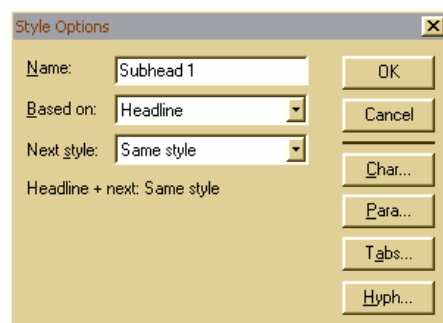 Style Options
Name: Subhead 1 OK
Based on: Headline Cancel
Next style: Same style
Char...
Headline + next: Same style
Para...
Tabs...
Hyph...